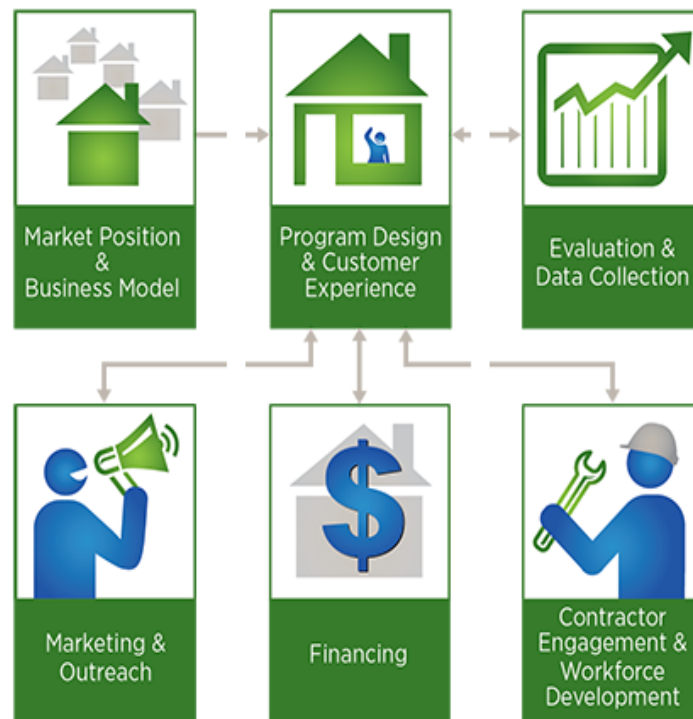 Market Position
&
Business Model
Program Design
& Customer
Experience
Evaluation &
Data Collection
$
Marketing &
Outreach
Financing
Contractor
Engagement &
Workforce
Development